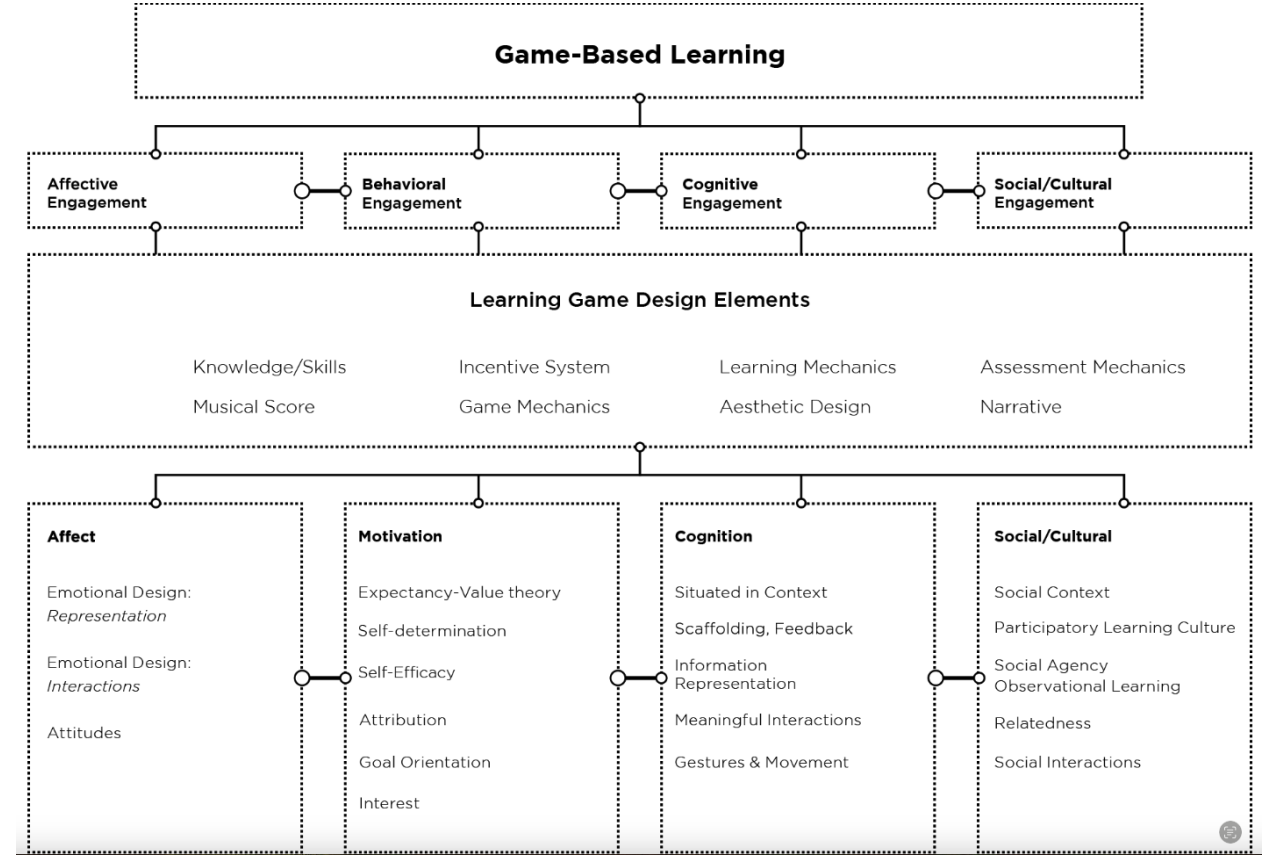 Game-Based Learning
Affective
Engagement
Behavioral
Engagement
Cognitive
Engagement
Social/Cultural
Engagement
Learning Game Design Elements
Knowledge/Skills
Incentive System
Learning Mechanics
Assessment Mechanics
Musical Score
Game Mechanics
Aesthetic Design
Narrative
Affect
Emotional Design:
Representation
Emotional Design:
Interactions
Attitudes
Motivation
Expectancy-Value theory
Self-determination
Self-Efficacy
Attribution
Goal Orientation
Interest
Cognition
Situated in Context
Scaffolding, Feedback
Information
Representation
Meaningful Interactions
Gestures & Movement
Social/Cultural
Social Context
Participatory Learning Culture
Social Agency
Observational Learning
Relatedness
Social Interactions